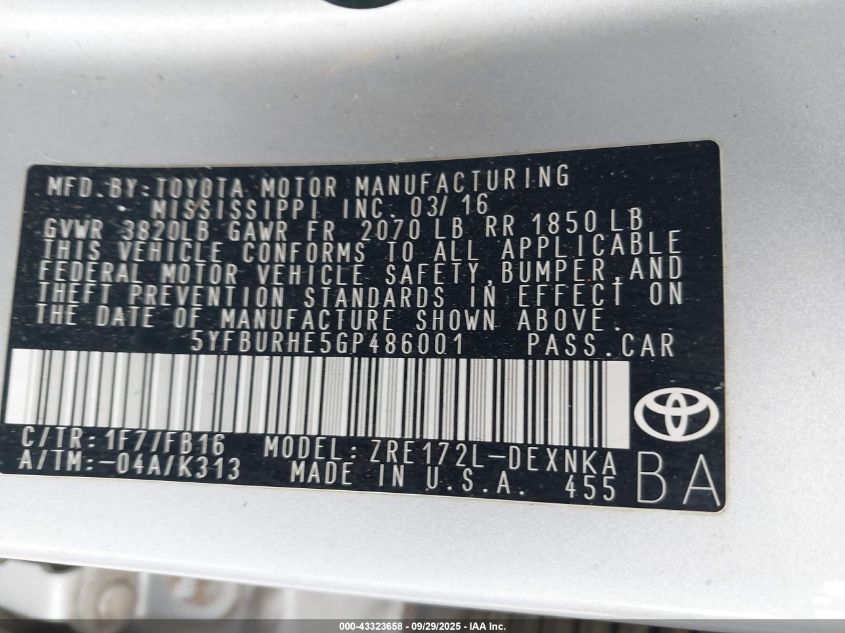 MFD. BY: TOYOTA MOTOR MANUFACTURING
MISSISSIPPI INC. 03/16
GVWR 3820LB GAWR FR 2070 LB RR 1850 LB
THIS VEHICLE CONFORMS TO ALL APPLICABLE
FEDERAL MOTOR VEHICLE SAFETY, BUMPER, AND
THEFT PREVENTION STANDARDS IN EFFECT ON
THE DATE OF MANUFACTURE SHOWN ABOVE.
5YFBURHE5GP486001 PASS. CAR
C/TR: 1F7/FB16 MODEL: ZRE172L-DEXNKA
A/TM: -04A/K313 MADE IN U.S.A. 455 BA
000-43323658 - 09/29/2025 - IAA Inc.